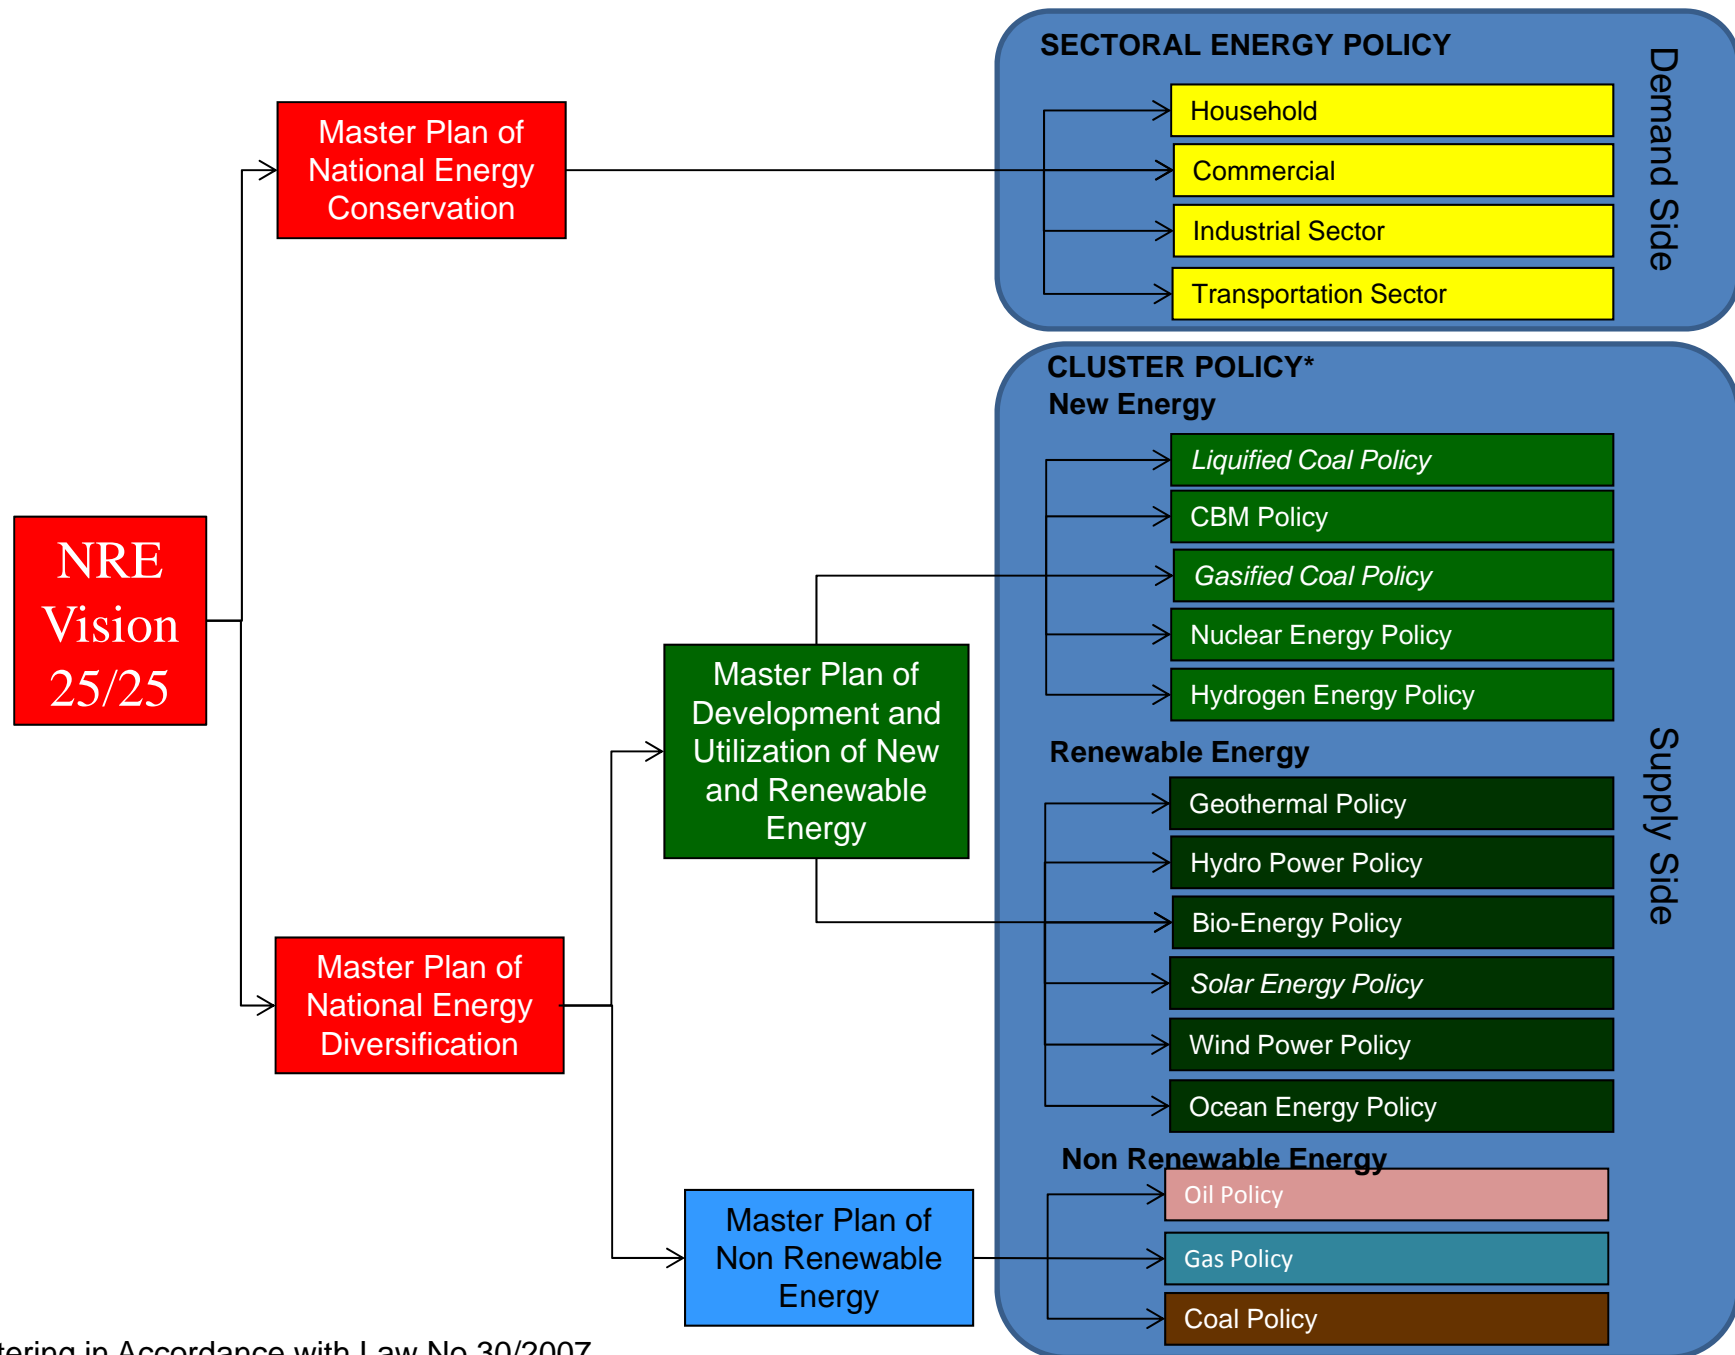 SECTORAL ENERGY POLICY
Household
Commercial
Industrial Sector
Transportation Sector
Demand Side
Master Plan of
National Energy
Conservation
CLUSTER POLICY*
New Energy
Liquified Coal Policy
CBM Policy
Gasified Coal Policy
Nuclear Energy Policy
Hydrogen Energy Policy
NRE
Vision
25/25
Master Plan of
Development and
Utilization of New
and Renewable
Energy
Renewable Energy
Geothermal Policy
Hydro Power Policy
Bio-Energy Policy
Solar Energy Policy
Wind Power Policy
Ocean Energy Policy
Supply Side
Master Plan of
National Energy
Diversification
Non Renewable Energy
Oil Policy
Gas Policy
Coal Policy
Master Plan of
Non Renewable
Energy
in Accordance with Law No 30/2007